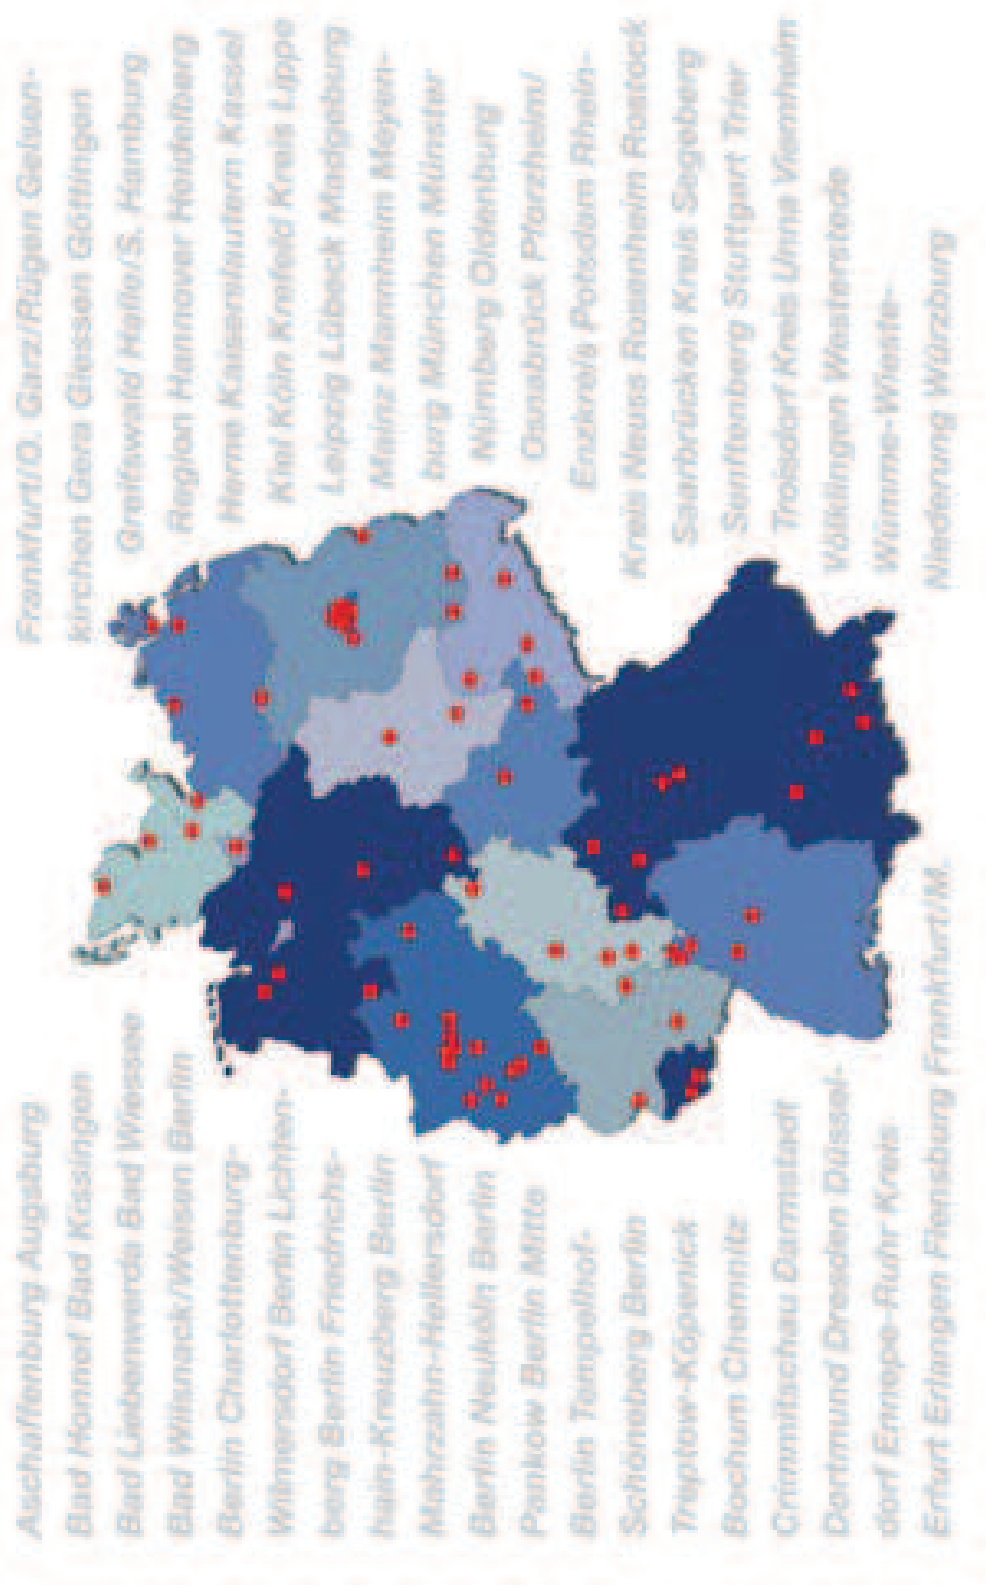 Aschaffenburg Augsburg
Bad Honnef Bad Kissingen
Bad Liebenwerda Bad Wiessee
Bad Wilsnack/Weisen Berlin
Berlin Charlottenburg-
Wilmersdorf Berlin Lichten-
berg Berlin Friedrichs-
hain-Kreuzberg Berlin
Mahrzahn-Hellersdorf
Berlin Neuköln Berlin
Pankow Berlin Mitte
Berlin Tempelhof-
Schöneberg Berlin
Treptow-Köpenick
Bochum Chemnitz
Crimmitschau Darmstadt
Dortmund Dresden Düssel-
dorf Ennepe-Ruhr Kreis
Erfurt Erlangen Flensburg Frankfurt/M.
Frankfurt/O. Garz/Rügen Gelsen-
kirchen Gera Giessen Göttingen
Greifswald Halle/S. Hamburg
Region Hannover Heidelberg
Herne Kaiserslautern Kassel
Kiel Köln Krefeld Kreis Lippe
Leipzig Lübeck Madgeburg
Mainz Mannheim Mayen-
burg München Münster
Nürnberg Oldenburg
Osnabrück Pforzheim/
Enzkreis Potsdam Rhein-
Kreis Neuss Rosenheim Rostock
Saarbrücken Kreis Segeberg
Senftenberg Stuttgart Trier
Troisdorf Kreis Unna Viernheim
Völklingen Westerstede
Wümme-Wieste-
Niederung Würzburg